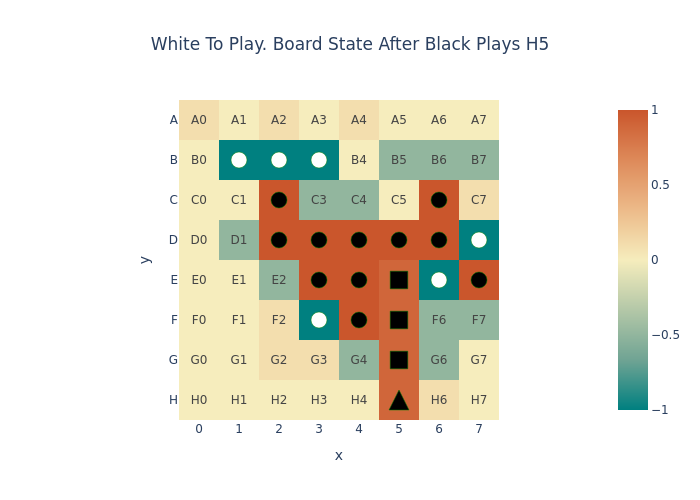 White To Play. Board State After Black Plays H5
A A0 A1 A2 A3 A4 A5 A6 A7
B B0 B4 B5 B6 B7
C C0 C1 C3 C4 C5 C7
D D0 D1
E E0 E1 E2
F F0 F1 F2 F6 F7
G G0 G1 G2 G3 G4 G6 G7
H H0 H1 H2 H3 H4 H6 H7
0 1 2 3 4 5 6 7
x
y
1
0.5
0
−0.5
−1